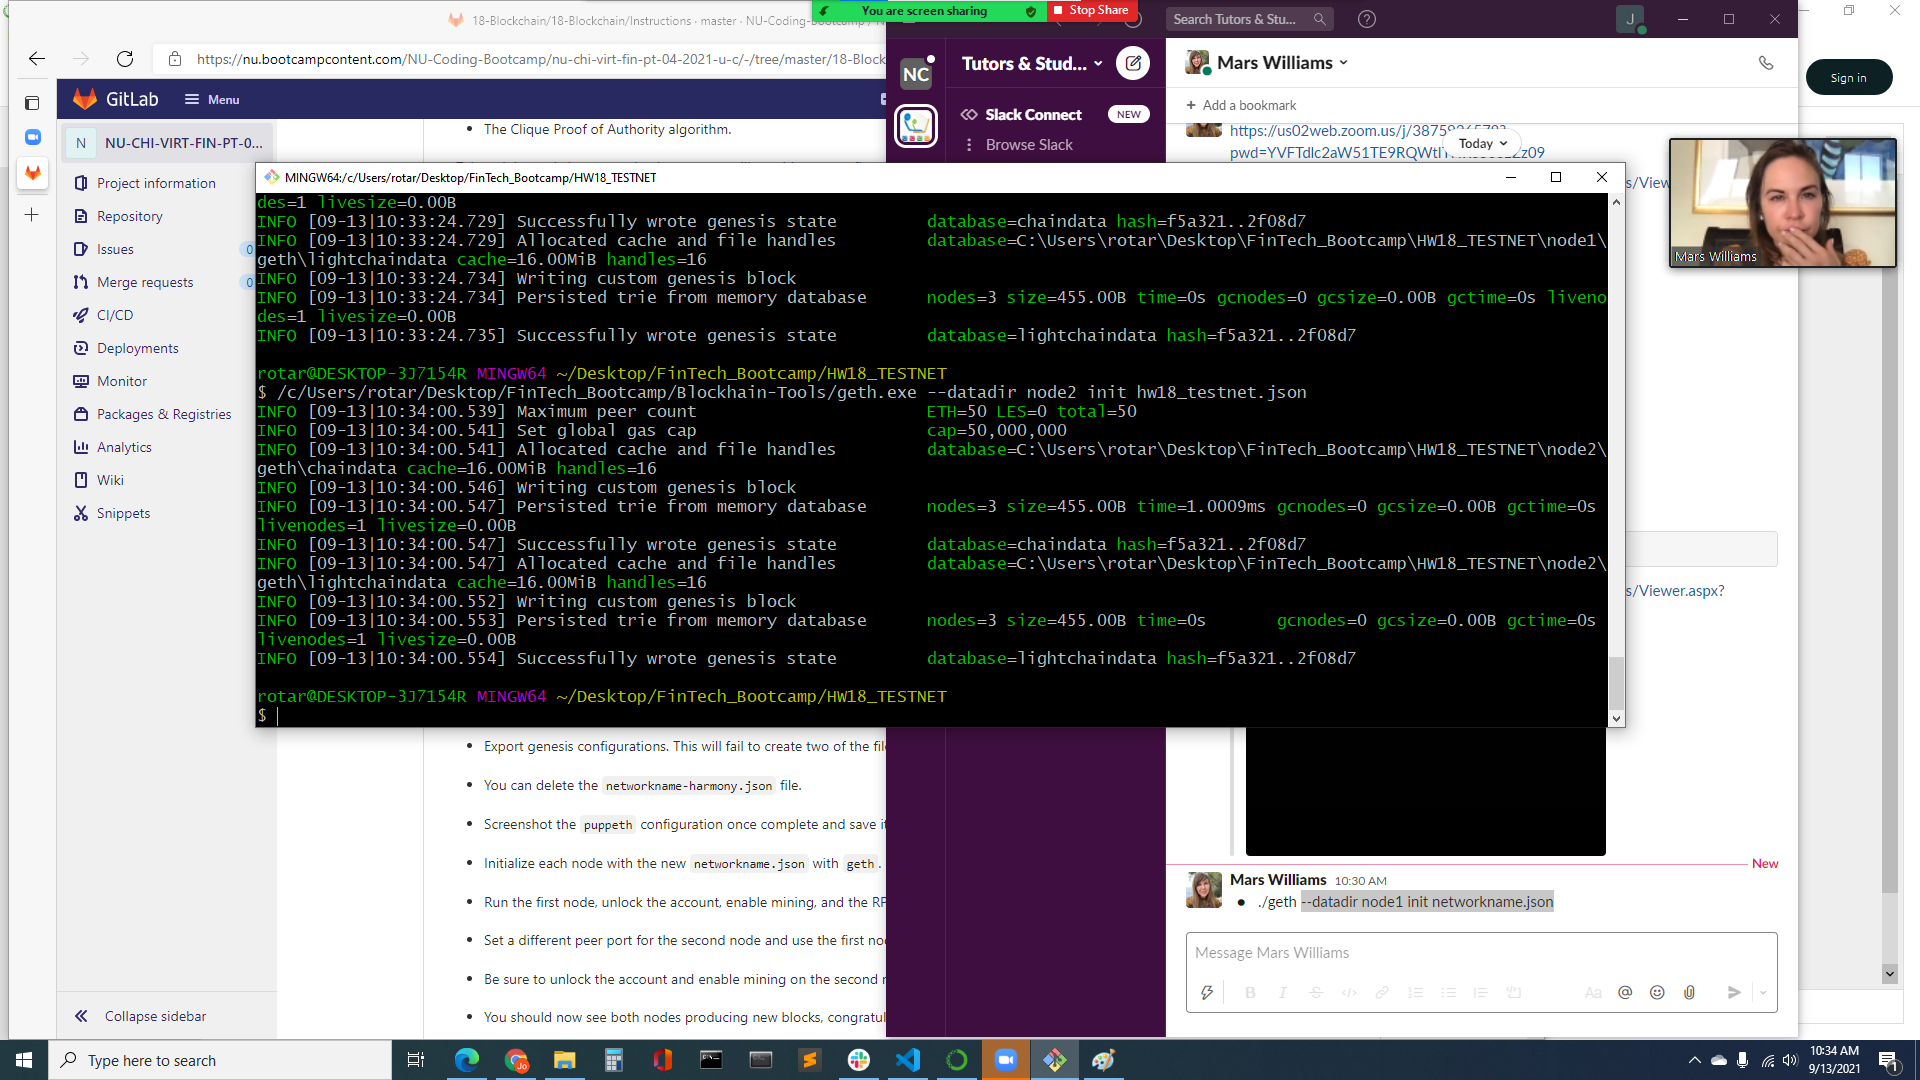 18-Blockchain/18-Blockchain/Instructions · master · NU-Coding-Bootcamp / N
You are screen sharing
Stop Share
Search Tutors & Stu...
J
https://nu.bootcampcontent.com/NU-Coding-Bootcamp/nu-chi-virt-fin-pt-04-2021-u-c/-/tree/master/18-Block
NC
Tutors & Stud...
Mars Williams
Sign in
GitLab
Menu
Slack Connect
NEW
Add a bookmark
N
NU-CHI-VIRT-FIN-PT-0...
The Clique Proof of Authority algorithm.
Browse Slack
https://us02web.zoom.us/j/
Today
Project information
Repository
Issues
0
Merge requests
0
CI/CD
Deployments
Monitor
Packages & Registries
Analytics
Wiki
Snippets
Collapse sidebar
MINGW64:/c/Users/rotar/Desktop/FinTech_Bootcamp/HW18_TESTNET
des=1 livesize=0.00B
INFO [09-13|10:33:24.729] Successfully wrote genesis state database=chaindata hash=f5a321..2f08d7
INFO [09-13|10:33:24.729] Allocated cache and file handles database=C:\Users\rotar\Desktop\FinTech_Bootcamp\HW18_TESTNET\node1\
geth\lightchaindata cache=16.00MiB handles=16
INFO [09-13|10:33:24.734] Writing custom genesis block
INFO [09-13|10:33:24.734] Persisted trie from memory database nodes=3 size=455.00B time=0s gcnodes=0 gcsize=0.00B gctime=0s liveno
des=1 livesize=0.00B
INFO [09-13|10:33:24.735] Successfully wrote genesis state database=lightchaindata hash=f5a321..2f08d7
rotar@DESKTOP-3J7154R MINGW64 ~/Desktop/FinTech_Bootcamp/HW18_TESTNET
$ /c/Users/rotar/Desktop/FinTech_Bootcamp/Blockhain-Tools/geth.exe --datadir node2 init hw18_testnet.json
INFO [09-13|10:34:00.539] Maximum peer count ETH=50 LES=0 total=50
INFO [09-13|10:34:00.541] Set global gas cap cap=50,000,000
INFO [09-13|10:34:00.541] Allocated cache and file handles database=C:\Users\rotar\Desktop\FinTech_Bootcamp\HW18_TESTNET\node2\
geth\chaindata cache=16.00MiB handles=16
INFO [09-13|10:34:00.546] Writing custom genesis block
INFO [09-13|10:34:00.547] Persisted trie from memory database nodes=3 size=455.00B time=1.0009ms gcnodes=0 gcsize=0.00B gctime=0s
livenodes=1 livesize=0.00B
INFO [09-13|10:34:00.547] Successfully wrote genesis state database=chaindata hash=f5a321..2f08d7
INFO [09-13|10:34:00.547] Allocated cache and file handles database=C:\Users\rotar\Desktop\FinTech_Bootcamp\HW18_TESTNET\node2\
geth\lightchaindata cache=16.00MiB handles=16
INFO [09-13|10:34:00.552] Writing custom genesis block
INFO [09-13|10:34:00.553] Persisted trie from memory database nodes=3 size=455.00B time=0s gcnodes=0 gcsize=0.00B gctime=0s
livenodes=1 livesize=0.00B
INFO [09-13|10:34:00.554] Successfully wrote genesis state database=lightchaindata hash=f5a321..2f08d7
rotar@DESKTOP-3J7154R MINGW64 ~/Desktop/FinTech_Bootcamp/HW18_TESTNET
$
Mars Williams
s/View
s/Viewer.aspx?
Export genesis configurations. This will fail to create two of the file
You can delete the networkname-harmony.json file.
Screenshot the puppeth configuration once complete and save it
Initialize each node with the new networkname.json with geth.
Run the first node, unlock the account, enable mining, and the RP
Set a different peer port for the second node and use the first nod
Be sure to unlock the account and enable mining on the second n
You should now see both nodes producing new blocks, congratul
New
Mars Williams 10:30 AM
./geth --datadir node1 init networkname.json
Message Mars Williams
Aa
Type here to search
10:34 AM
9/13/2021
1